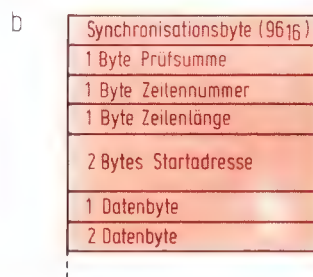 b
Synchronisationsbyte (96₁₆)
1 Byte Prüfsumme
1 Byte Zeilennummer
1 Byte Zeilenlänge
2 Bytes Startadresse
1 Datenbyte
2 Datenbyte